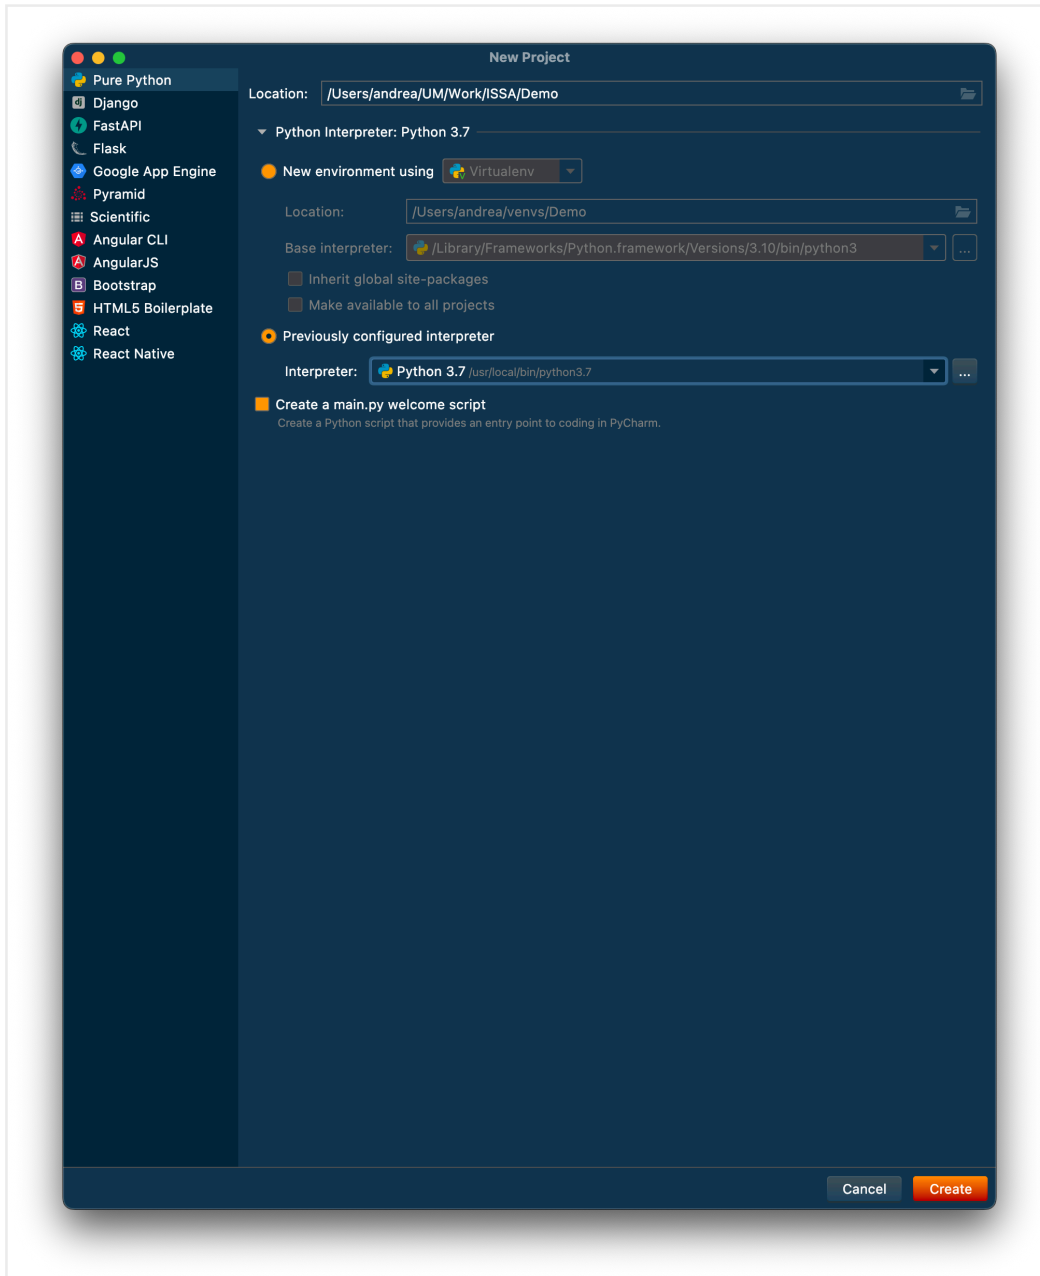 New Project
Pure Python
Django
FastAPI
Flask
Google App Engine
Pyramid
Scientific
Angular CLI
AngularJS
Bootstrap
HTML5 Boilerplate
React
React Native
Location: /Users/andrea/UM/Work/ISSA/Demo
Python Interpreter: Python 3.7
New environment using Virtualenv
Location: /Users/andrea/venvs/Demo
Base interpreter: /Library/Frameworks/Python.framework/Versions/3.10/bin/python3 ...
Inherit global site-packages
Make available to all projects
Previously configured interpreter
Interpreter: Python 3.7 /usr/local/bin/python3.7 ...
Create a main.py welcome script
Create a Python script that provides an entry point to coding in PyCharm.
Cancel Create